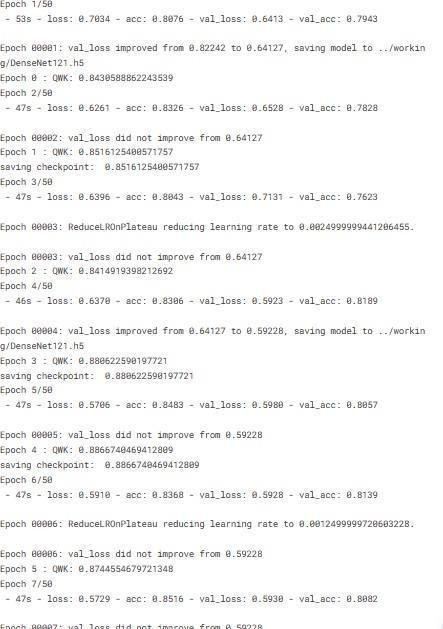 Epoch 1/50
- 53s - loss: 0.7034 - acc: 0.8076 - val_loss: 0.6413 - val_acc: 0.7943
Epoch 00001: val_loss improved from 0.82242 to 0.64127, saving model to ../workin
g/DenseNet121.h5
Epoch 0 : QWK: 0.8430588862243539
Epoch 2/50
- 47s - loss: 0.6261 - acc: 0.8326 - val_loss: 0.6528 - val_acc: 0.7828
Epoch 00002: val_loss did not improve from 0.64127
Epoch 1 : QWK: 0.8516125400571757
saving checkpoint:  0.8516125400571757
Epoch 3/50
- 47s - loss: 0.6396 - acc: 0.8043 - val_loss: 0.7131 - val_acc: 0.7623
Epoch 00003: ReduceLROnPlateau reducing learning rate to 0.0024999999441206455.
Epoch 00003: val_loss did not improve from 0.64127
Epoch 2 : QWK: 0.8414919398212692
Epoch 4/50
- 46s - loss: 0.6370 - acc: 0.8306 - val_loss: 0.5923 - val_acc: 0.8189
Epoch 00004: val_loss improved from 0.64127 to 0.59228, saving model to ../workin
g/DenseNet121.h5
Epoch 3 : QWK: 0.880622590197721
saving checkpoint:  0.880622590197721
Epoch 5/50
- 47s - loss: 0.5706 - acc: 0.8483 - val_loss: 0.5980 - val_acc: 0.8057
Epoch 00005: val_loss did not improve from 0.59228
Epoch 4 : QWK: 0.8866740469412809
saving checkpoint:  0.8866740469412809
Epoch 6/50
- 47s - loss: 0.5910 - acc: 0.8368 - val_loss: 0.5928 - val_acc: 0.8139
Epoch 00006: ReduceLROnPlateau reducing learning rate to 0.0012499999720603228.
Epoch 00006: val_loss did not improve from 0.59228
Epoch 5 : QWK: 0.8744554679721348
Epoch 7/50
- 47s - loss: 0.5729 - acc: 0.8516 - val_loss: 0.5930 - val_acc: 0.8082
Epoch 00007: val_loss did not improve from 0.59228